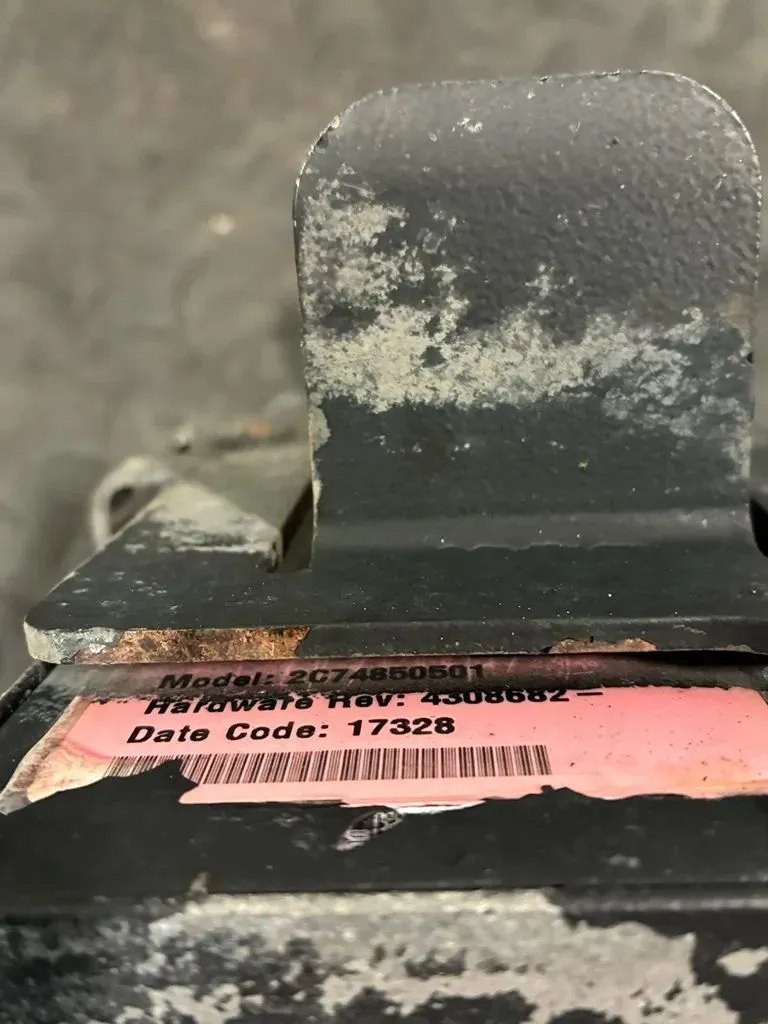 Model: 2C74850501
Hardware Rev: 4308682-
Date Code: 17328